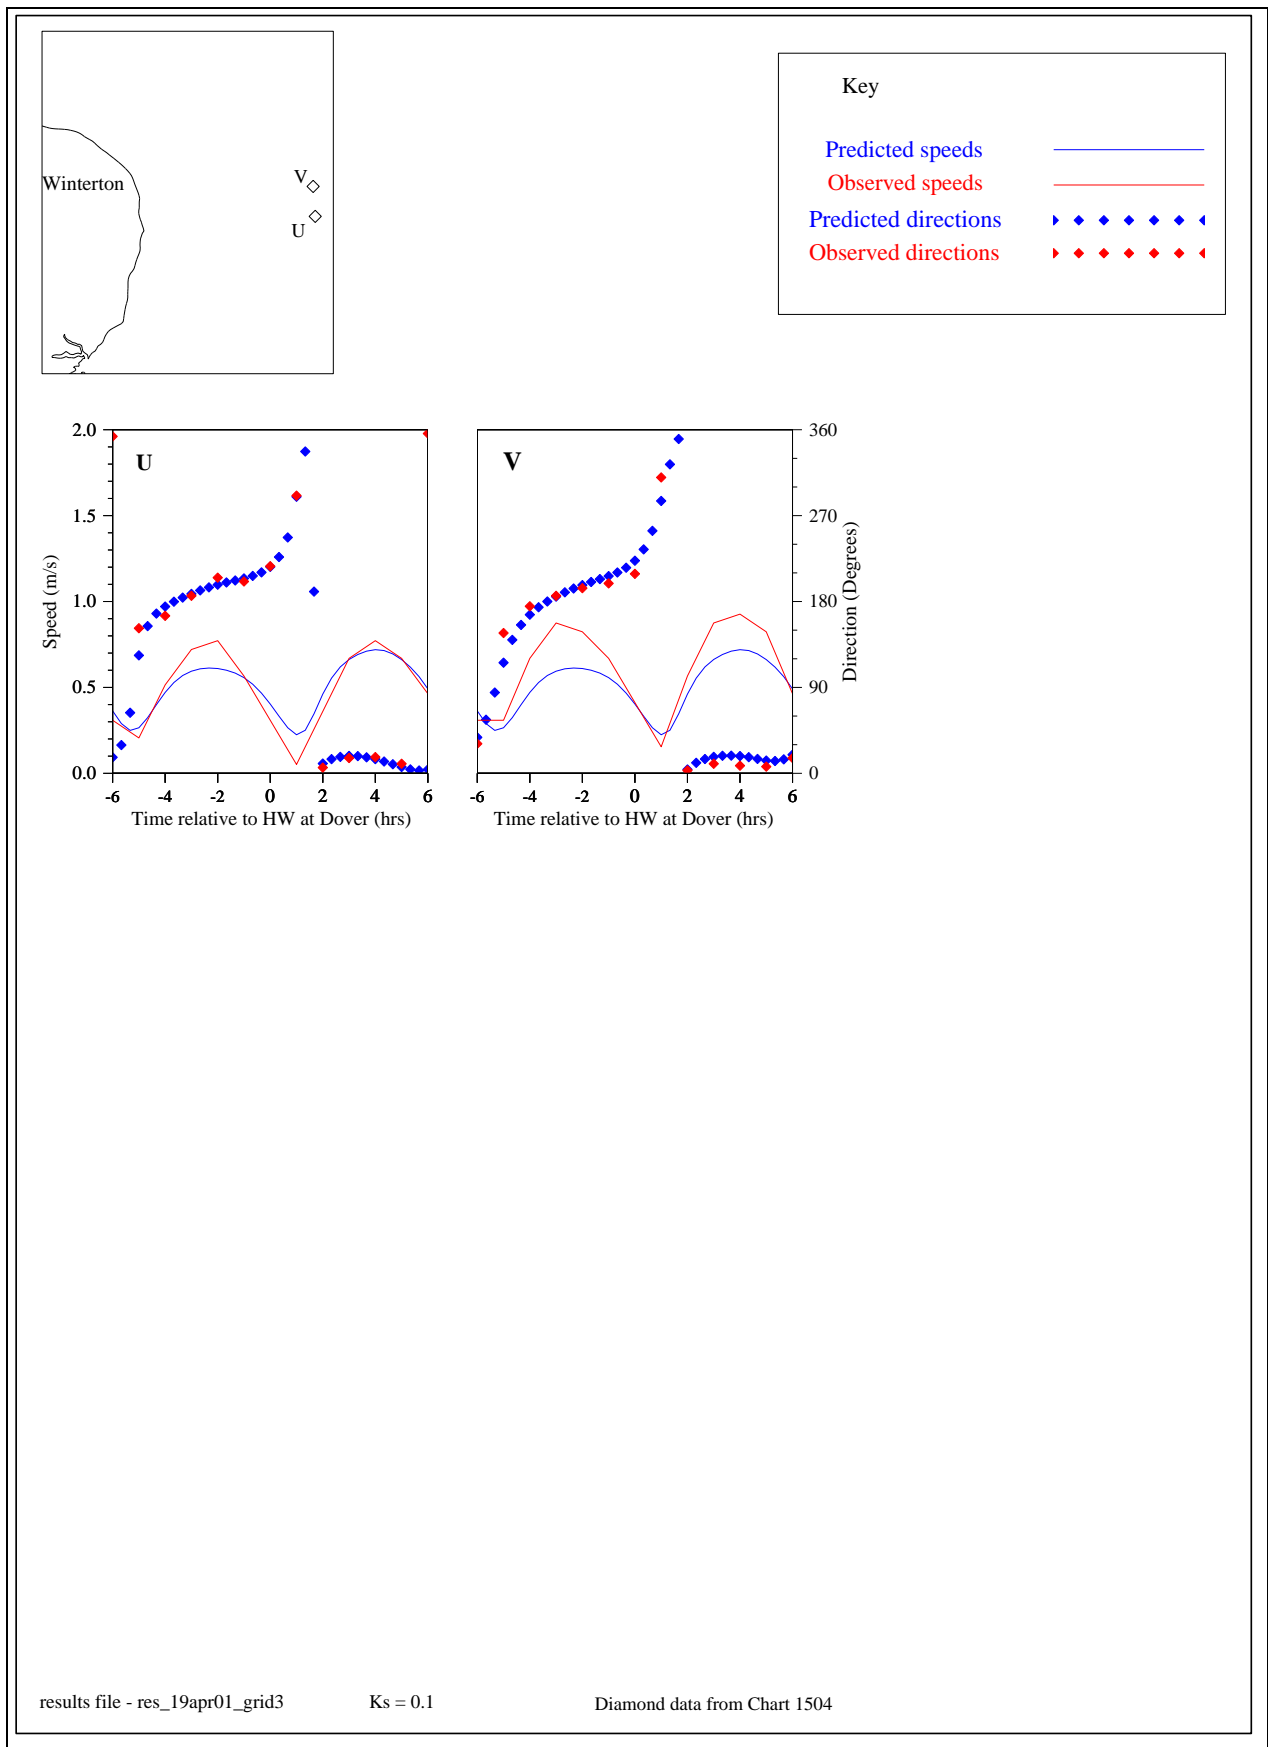 Winterton
V
U
Key
Predicted speeds
Observed speeds
Predicted directions
Observed directions
U
V
Speed (m/s)
2.0
1.5
1.0
0.5
0.0
-6 -4 -2 0 2 4 6
Time relative to HW at Dover (hrs)
-6 -4 -2 0 2 4 6
Time relative to HW at Dover (hrs)
360
270
180
90
0
Direction (Degrees)
results file - res_19apr01_grid3 Ks = 0.1 Diamond data from Chart 1504